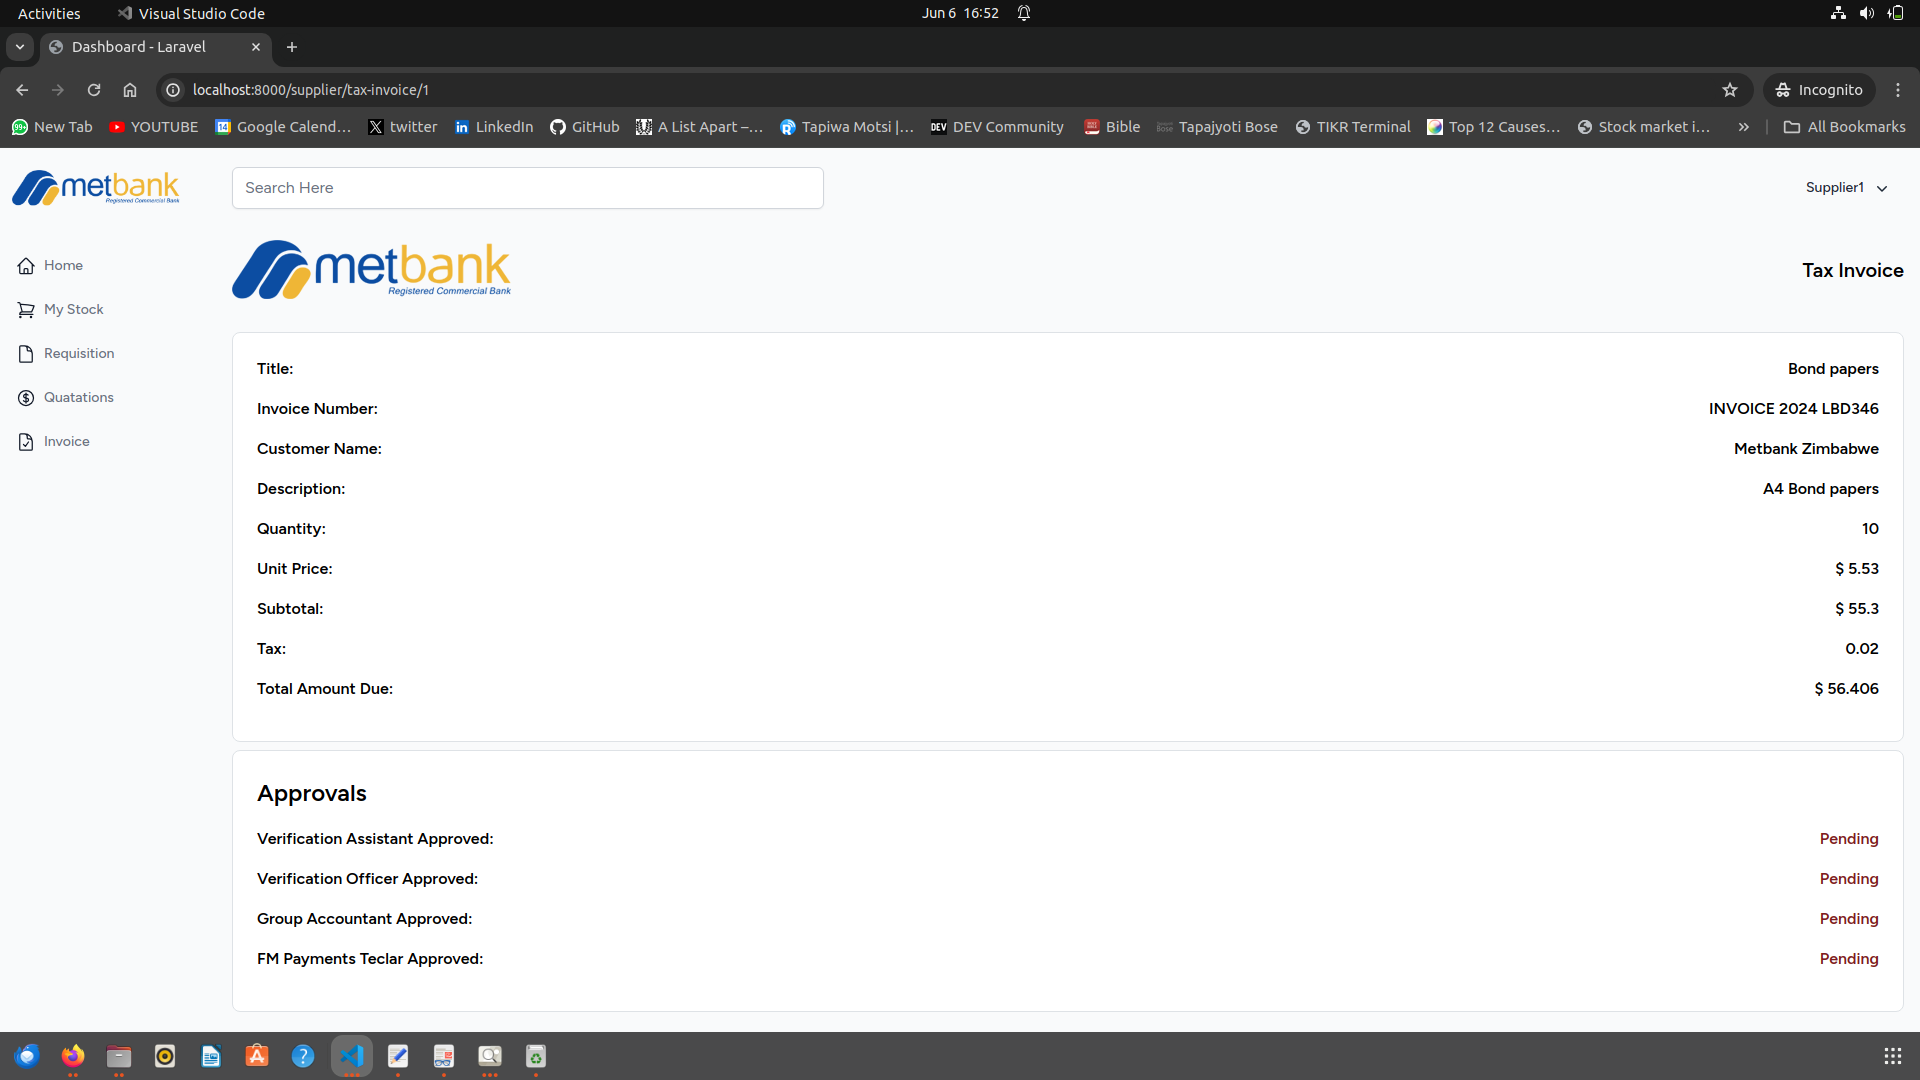 Activities
Visual Studio Code
Jun 6 16:52
Dashboard - Laravel
localhost:8000/supplier/tax-invoice/1
Incognito
99+ New Tab
YOUTUBE
14 Google Calend…
twitter
LinkedIn
GitHub
A List Apart –…
Tapiwa Motsi |…
DEV DEV Community
Bible
Tapajyoti Bose
TIKR Terminal
Top 12 Causes…
Stock market i…
All Bookmarks
metbank
Registered Commercial Bank
Search Here
Supplier1
Home
My Stock
Requisition
Quatations
Invoice
metbank
Registered Commercial Bank
Tax Invoice
Title: Bond papers
Invoice Number: INVOICE 2024 LBD346
Customer Name: Metbank Zimbabwe
Description: A4 Bond papers
Quantity: 10
Unit Price: $ 5.53
Subtotal: $ 55.3
Tax: 0.02
Total Amount Due: $ 56.406
Approvals
Verification Assistant Approved: Pending
Verification Officer Approved: Pending
Group Accountant Approved: Pending
FM Payments Teclar Approved: Pending